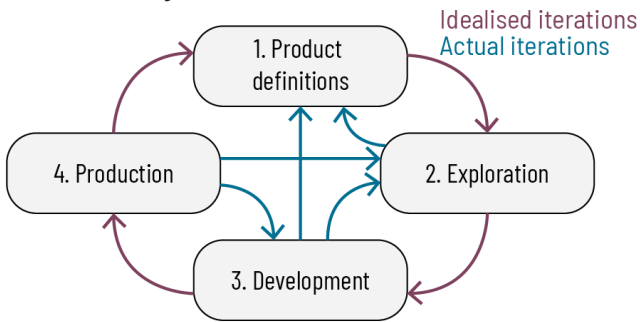 Idealised iterations
Actual iterations
1. Product
definitions
4. Production
2. Exploration
3. Development